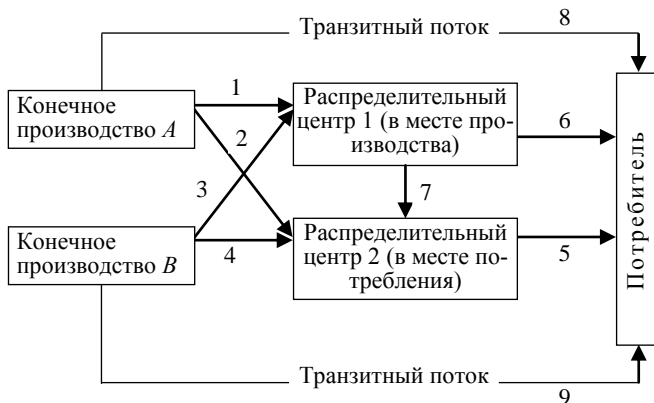 Транзитный поток
8
Конечное
производство A
1
2
3
Распределительный
центр 1 (в месте про-
изводства)
6
7
Потребитель
Конечное
производство B
4
Распределительный
центр 2 (в месте по-
требления)
5
Транзитный поток
9